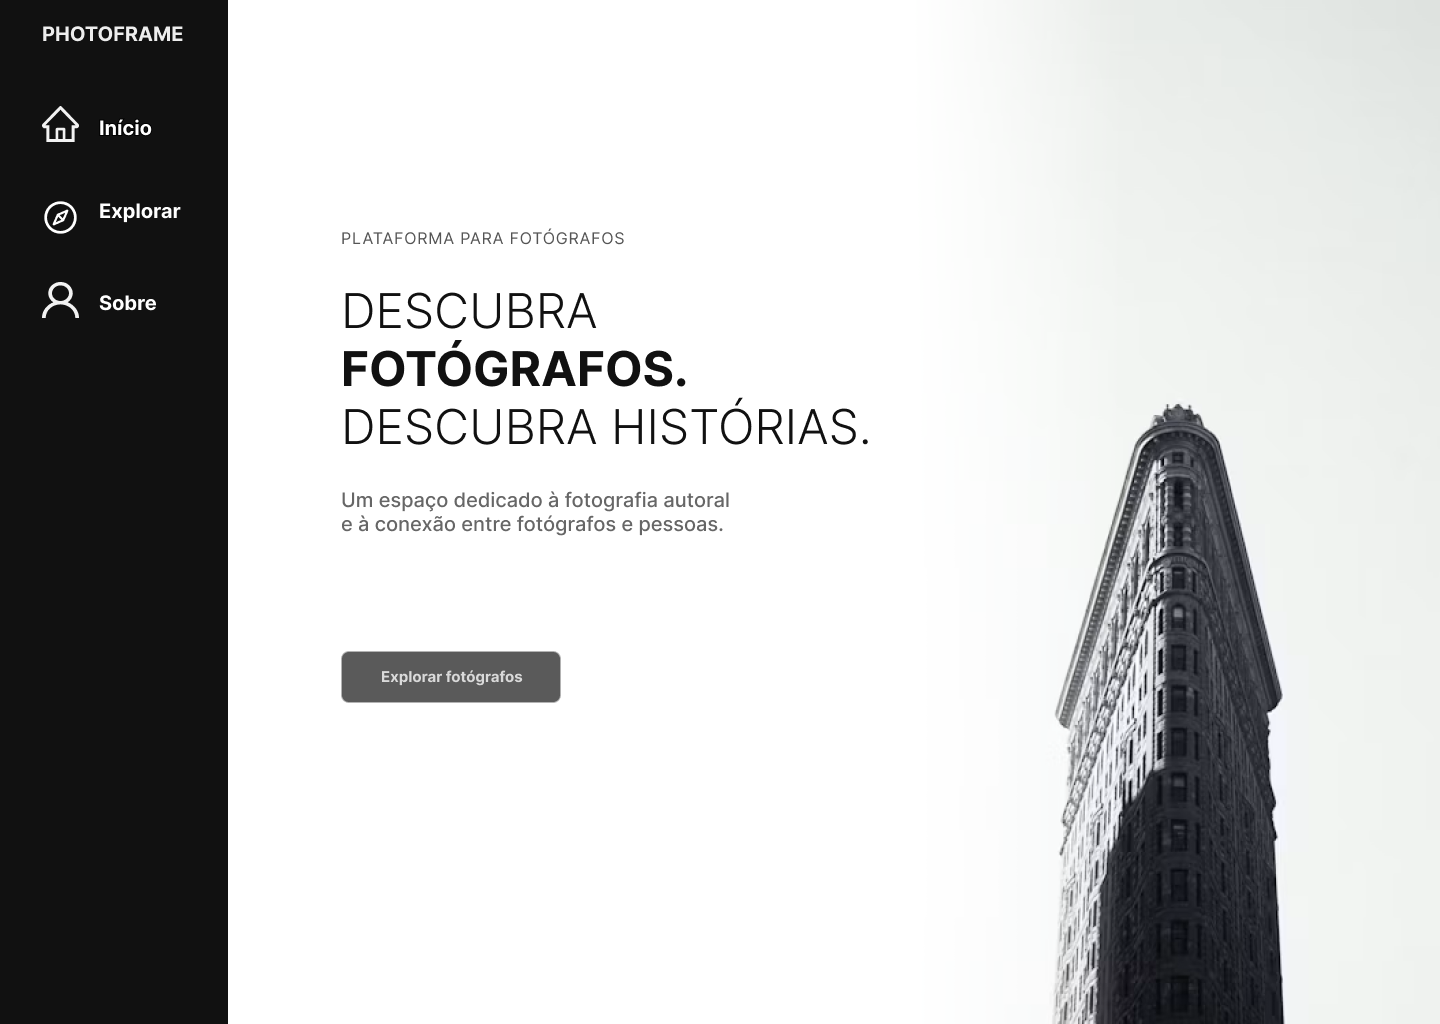 PHOTOFRAME
Início
Explorar
Sobre
PLATAFORMA PARA FOTÓGRAFOS
DESCUBRA
FOTÓGRAFOS.
DESCUBRA HISTÓRIAS.
Um espaço dedicado à fotografia autoral
e à conexão entre fotógrafos e pessoas.
Explorar fotógrafos